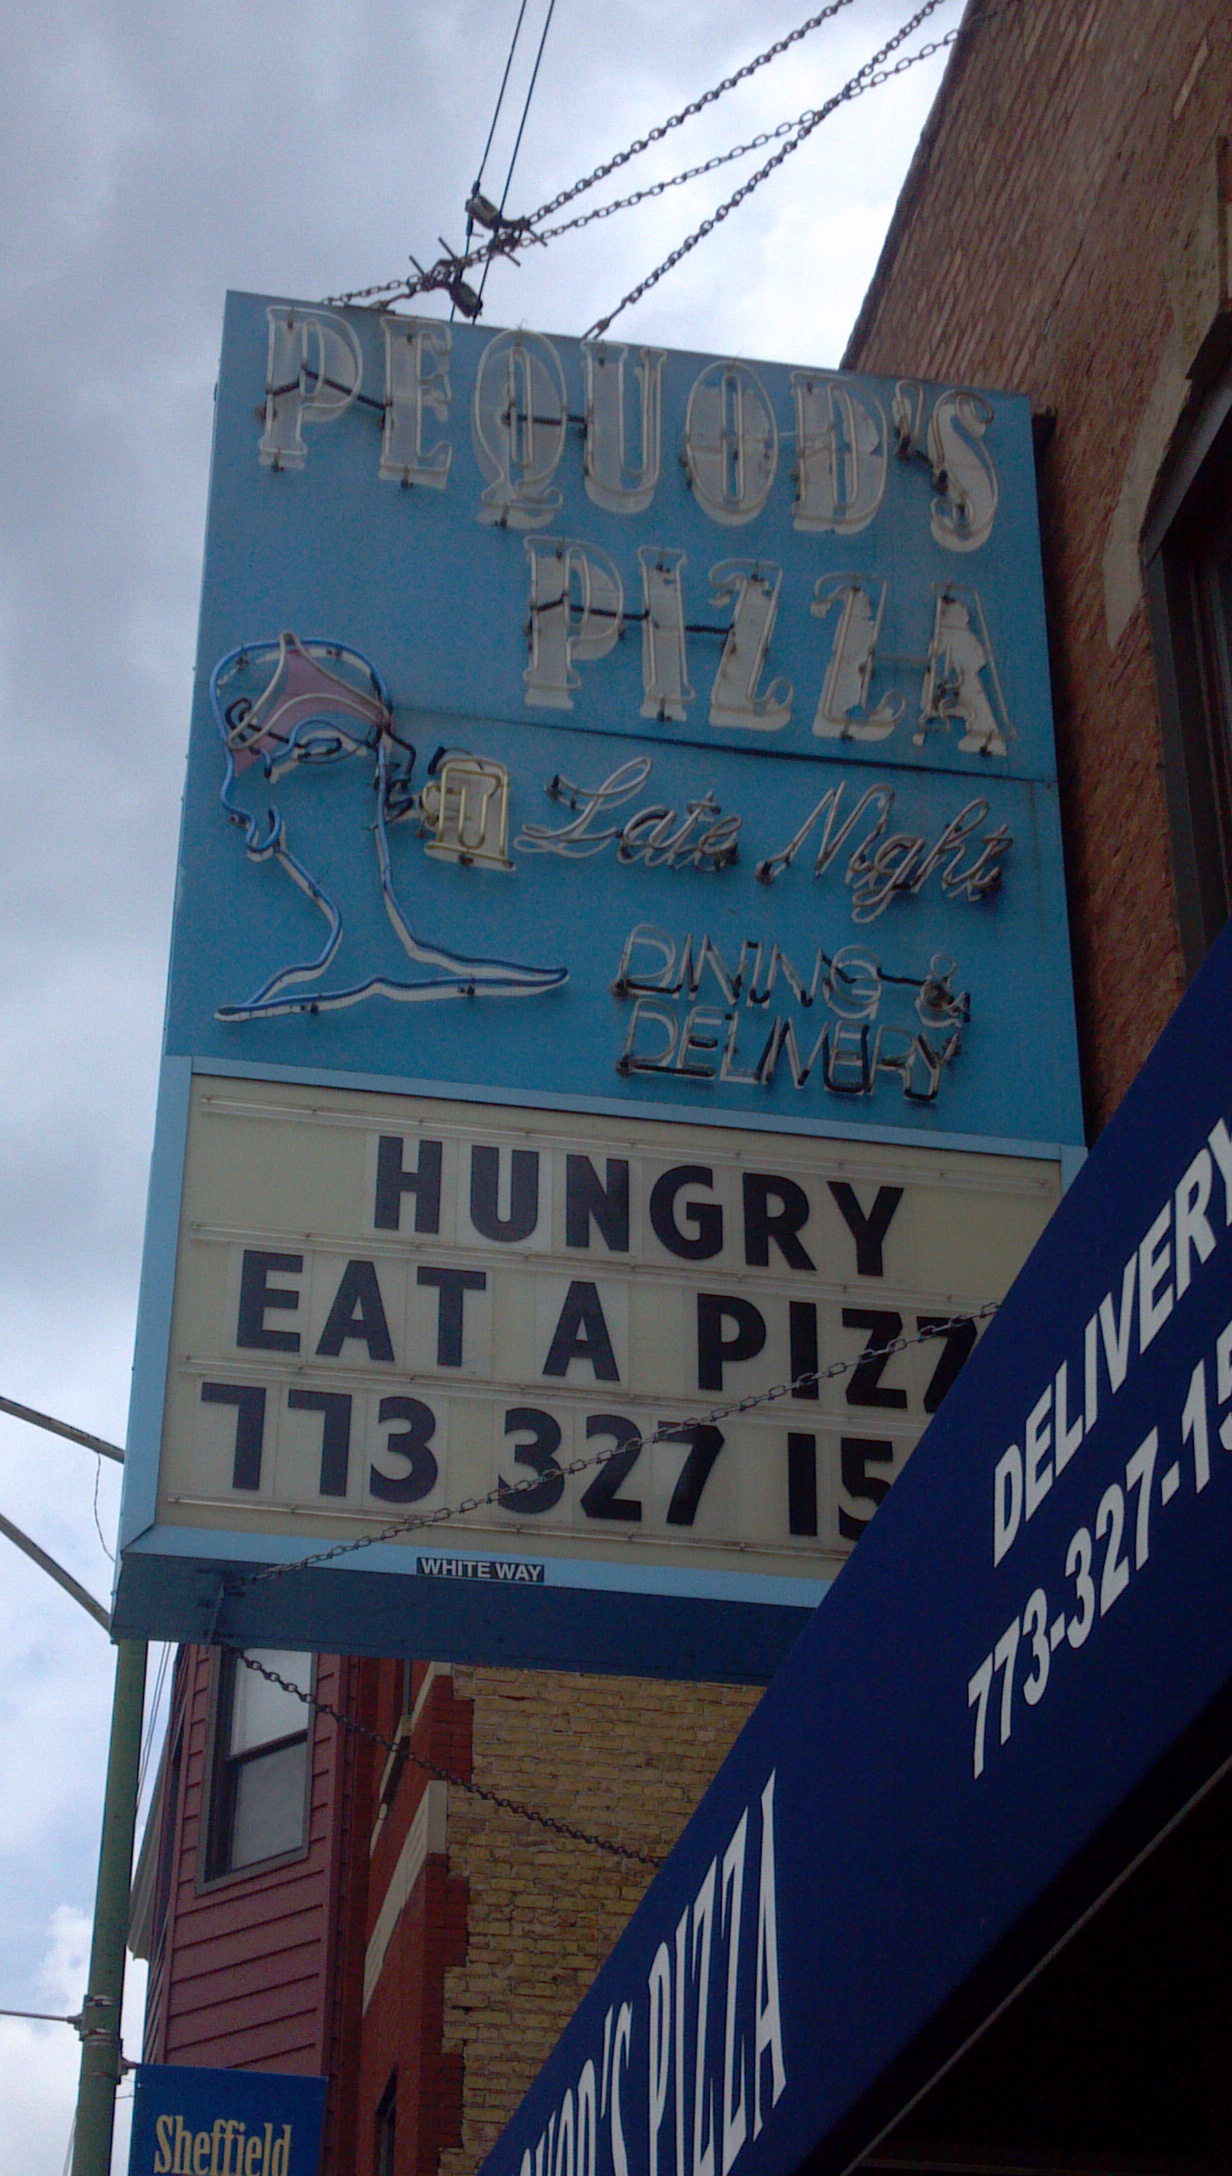 PEQUOD'S
PIZZA
Late Night
DINING &
DELIVERY
HUNGRY
EAT A PIZZ
773 327 15
WHITE WAY
DELIVERY
773-327-15
UOD'S PIZZA
Sheffield